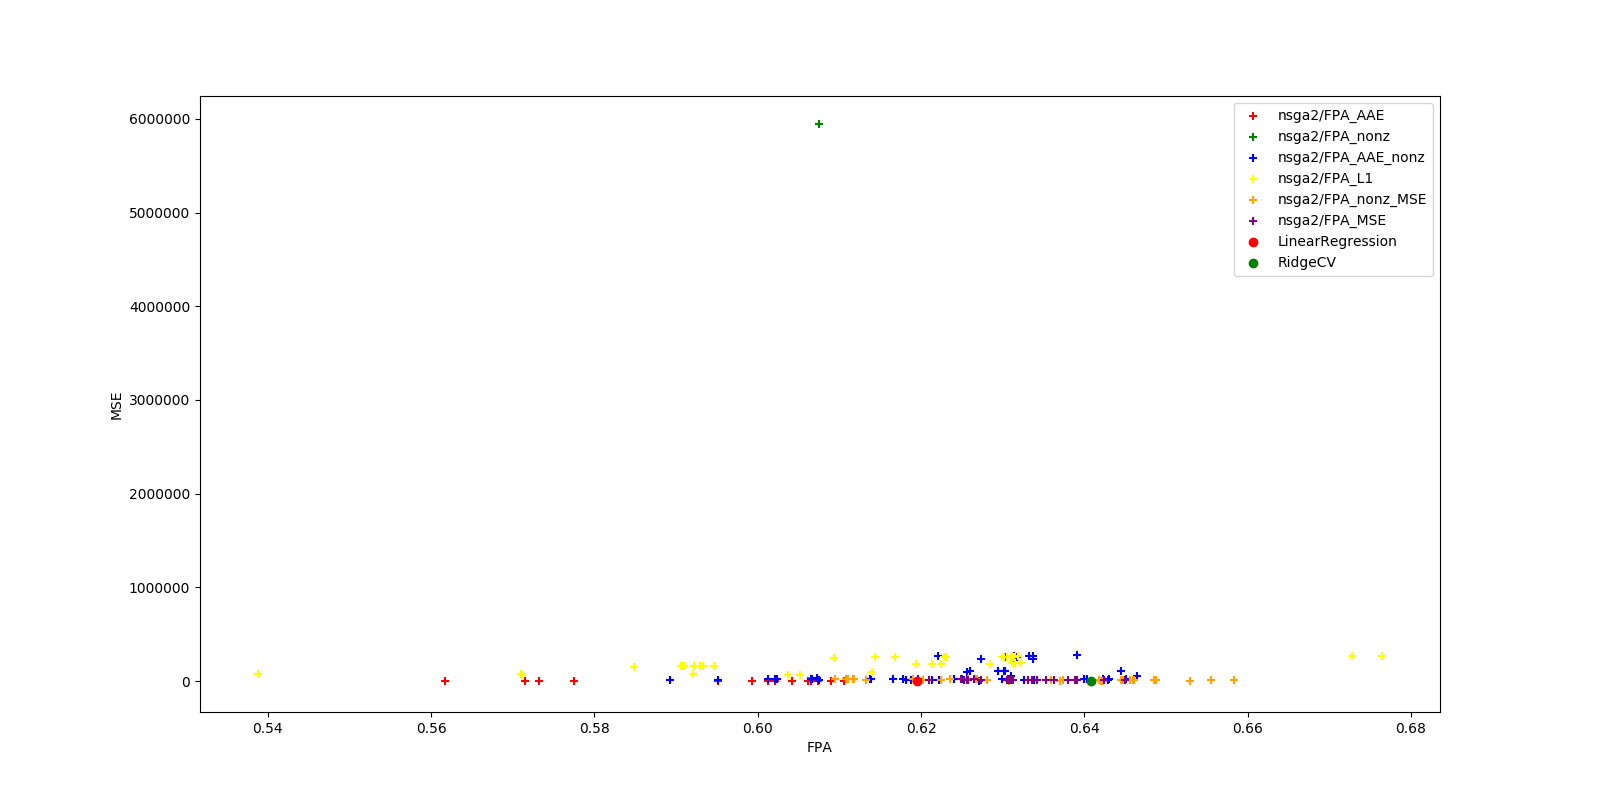 6000000
5000000
4000000
3000000
2000000
1000000
0
MSE
nsga2/FPA_AAE
nsga2/FPA_nonz
nsga2/FPA_AAE_nonz
nsga2/FPA_L1
nsga2/FPA_nonz_MSE
nsga2/FPA_MSE
LinearRegression
RidgeCV
0.54 0.56 0.58 0.60 0.62 0.64 0.66 0.68
FPA